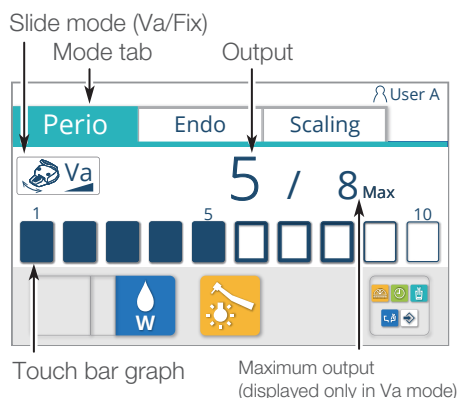 Slide mode (Va/Fix)
Mode tab
Output
User A
Perio
Endo
Scaling
Va
5 / 8 Max
1
5
10
W
Touch bar graph
Maximum output
(displayed only in Va mode)